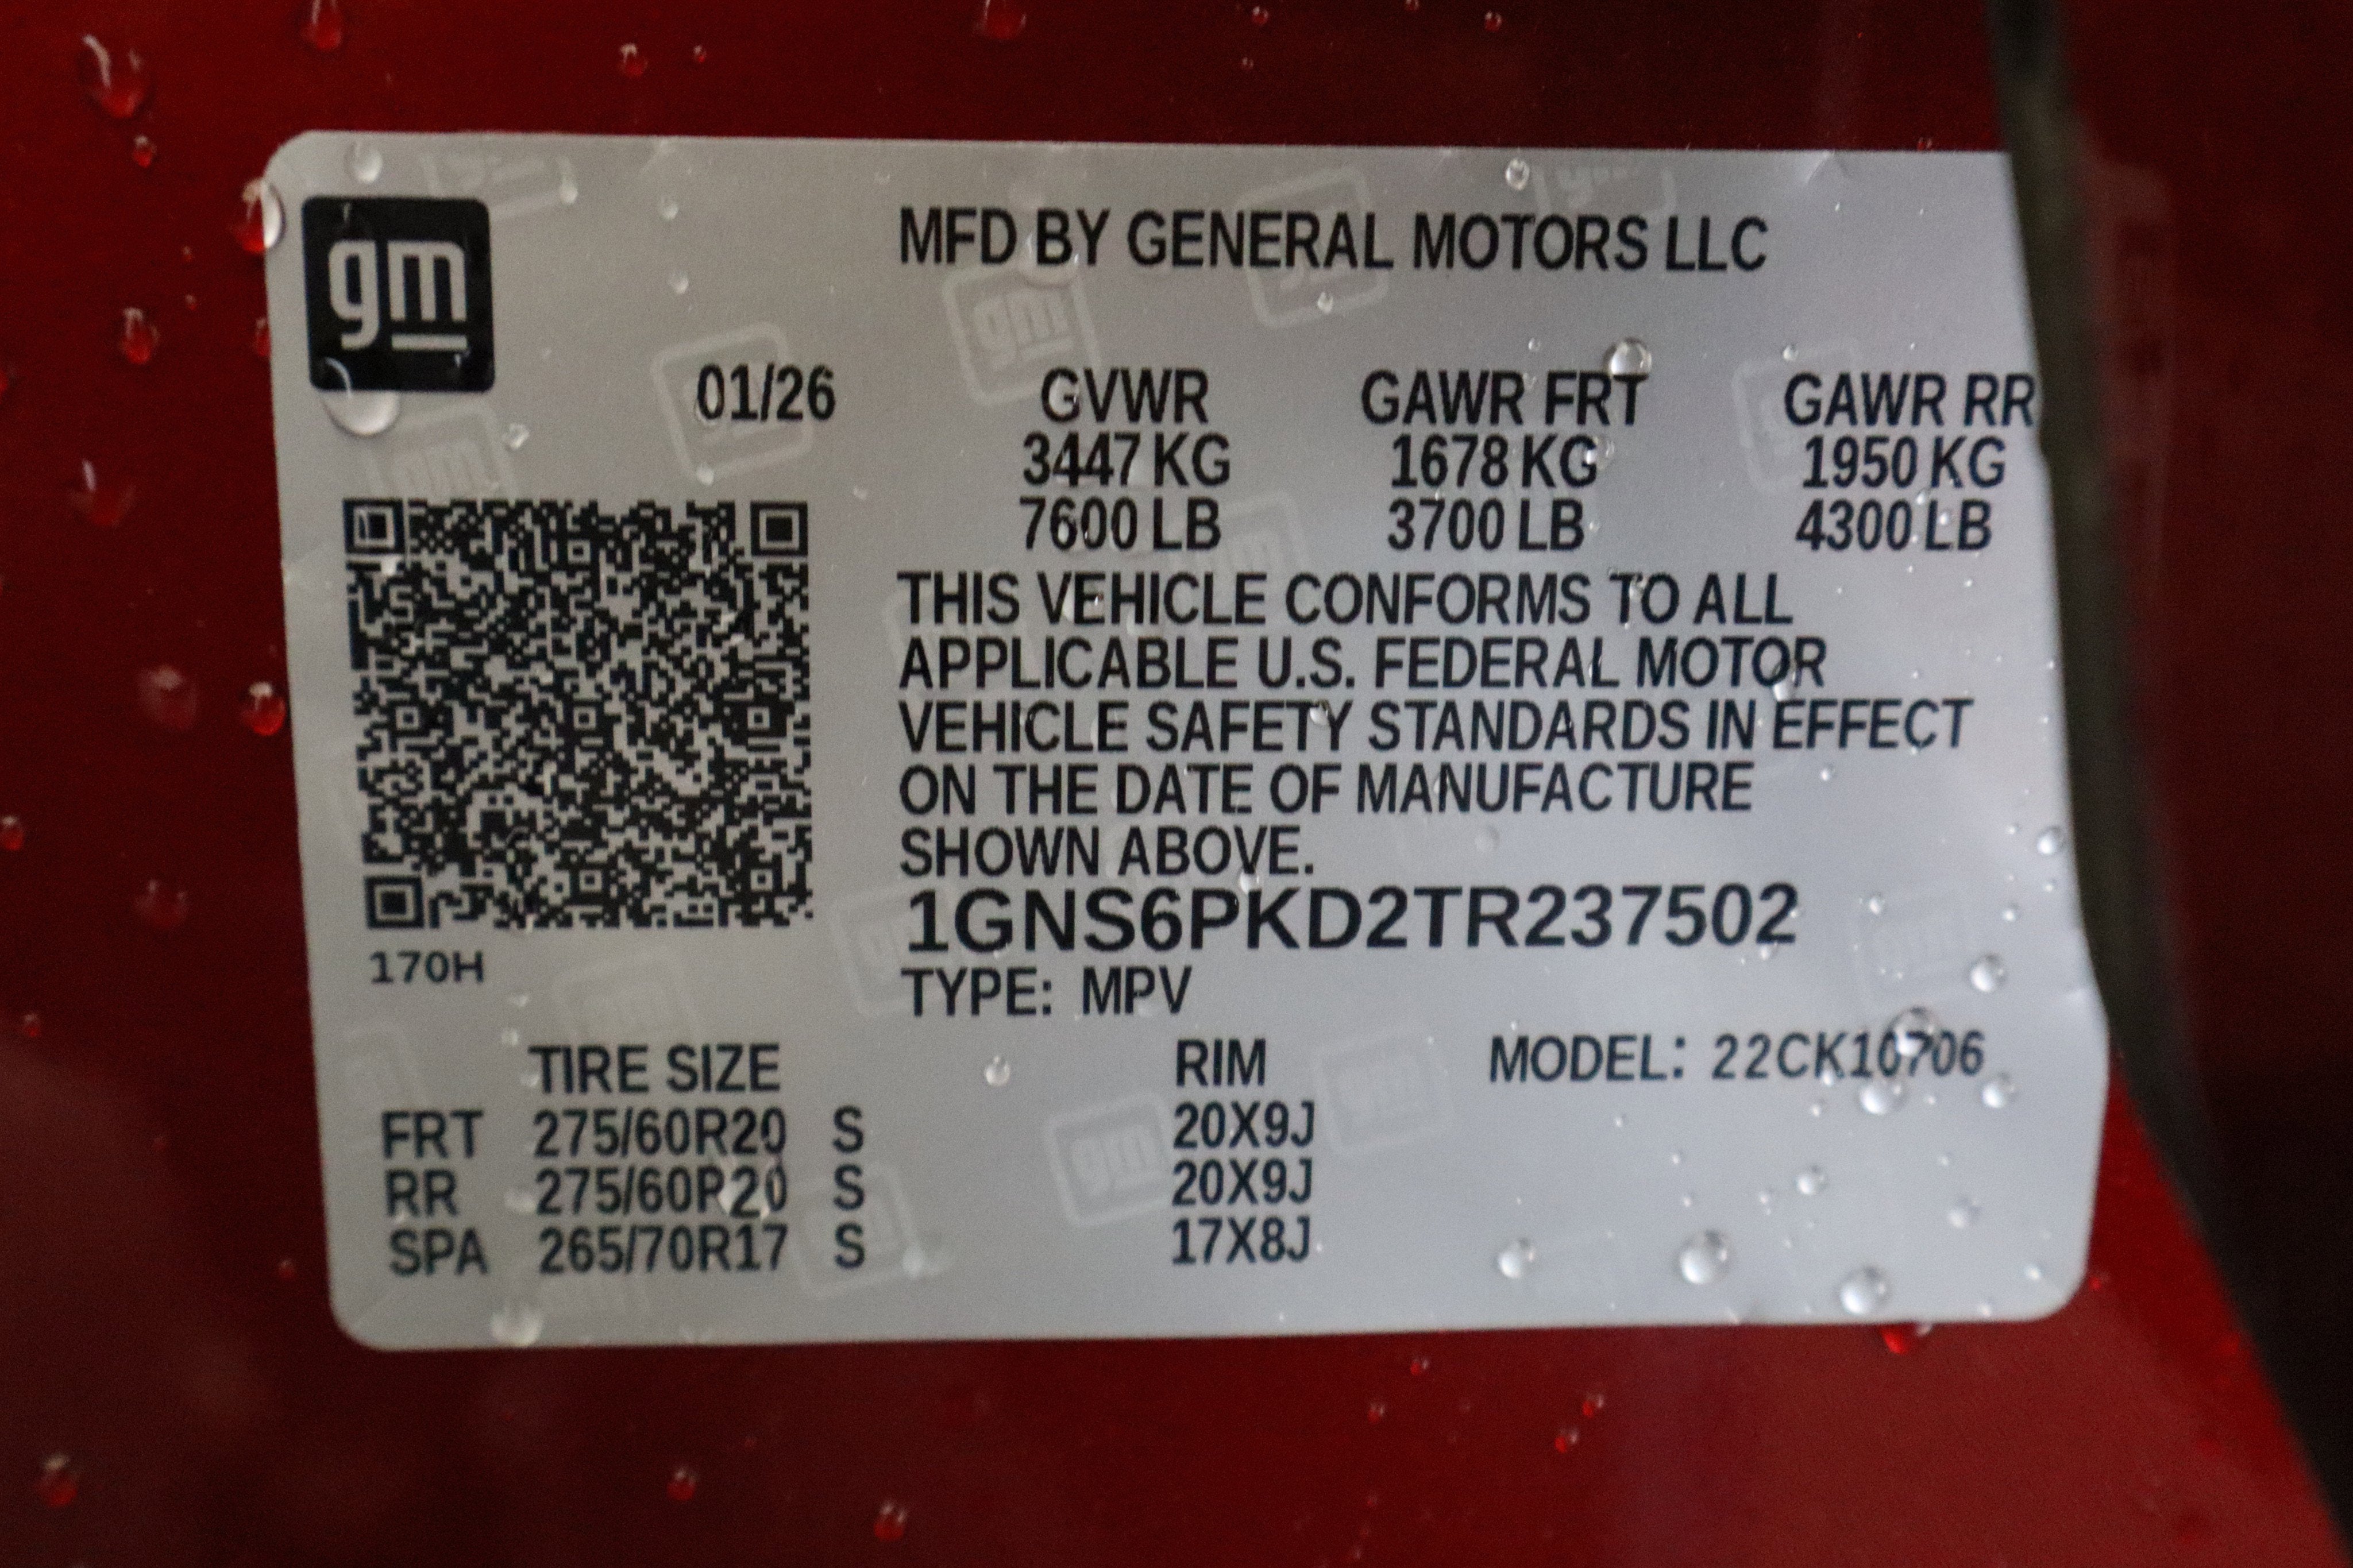 gm
MFD BY GENERAL MOTORS LLC
01/26 GVWR GAWR FRT GAWR RR
3447 KG 1678 KG 1950 KG
7600 LB 3700 LB 4300 LB
THIS VEHICLE CONFORMS TO ALL
APPLICABLE U.S. FEDERAL MOTOR
VEHICLE SAFETY STANDARDS IN EFFECT
ON THE DATE OF MANUFACTURE
SHOWN ABOVE.
1GNS6PKD2TR237502
170H
TYPE: MPV
TIRE SIZE RIM MODEL: 22CK10706
FRT 275/60R20 S 20X9J
RR 275/60R20 S 20X9J
SPA 265/70R17 S 17X8J